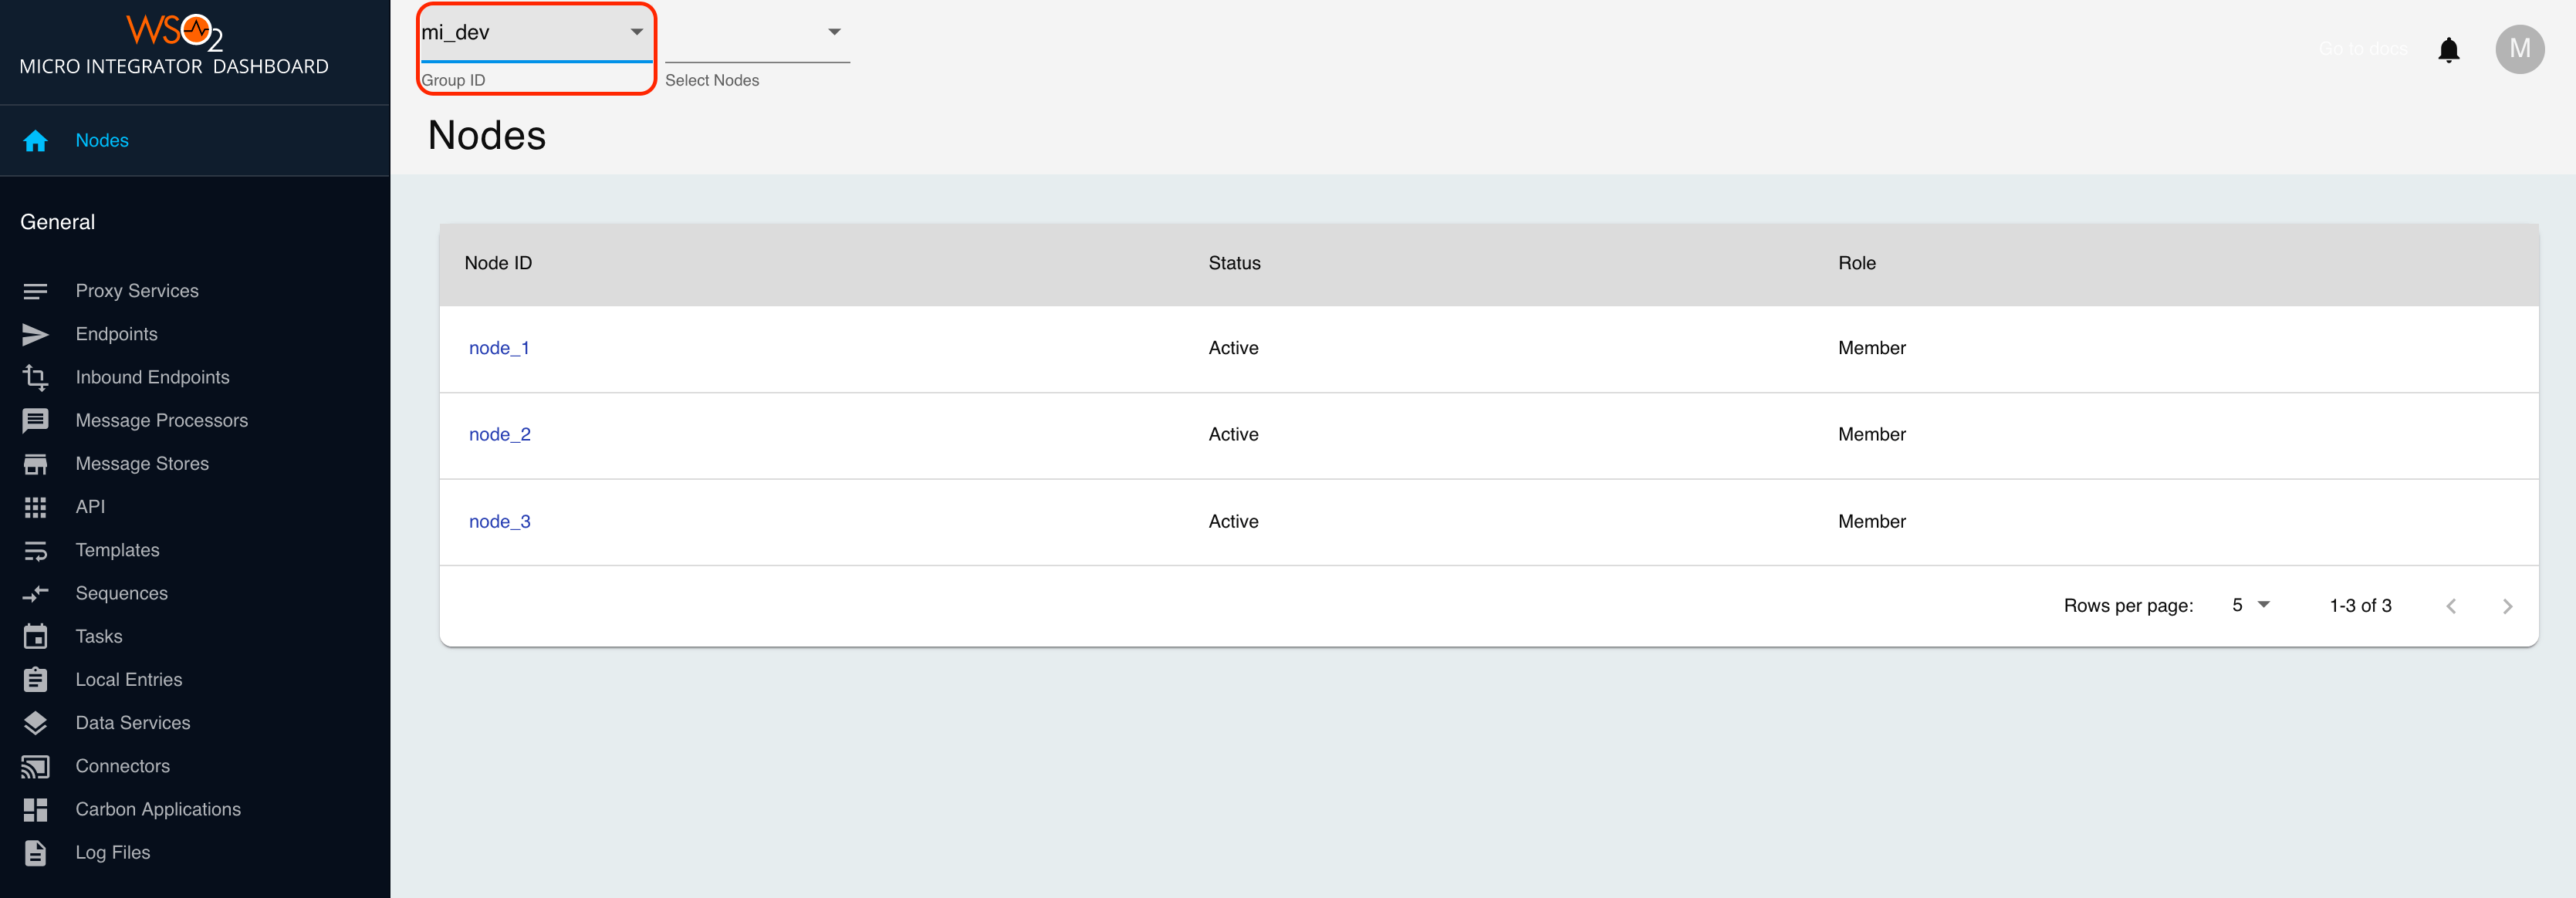 WSO2
MICRO INTEGRATOR DASHBOARD
mi_dev
Group ID
Select Nodes
Go to docs
M
Nodes
Nodes
General
Proxy Services
Endpoints
Inbound Endpoints
Message Processors
Message Stores
API
Templates
Sequences
Tasks
Local Entries
Data Services
Connectors
Carbon Applications
Log Files
Node ID Status Role
node_1 Active Member
node_2 Active Member
node_3 Active Member
Rows per page: 5 1-3 of 3